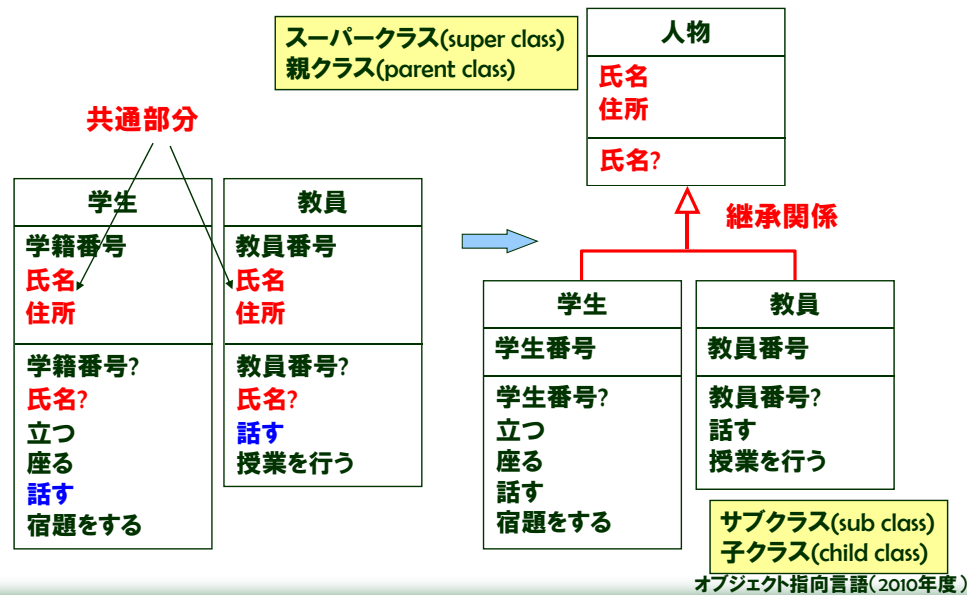 スーパークラス(super class)
親クラス(parent class)
人物
氏名
住所
氏名?
共通部分
学生
学籍番号
氏名
住所
学籍番号?
氏名?
立つ
座る
話す
宿題をする
教員
教員番号
氏名
住所
教員番号?
氏名?
話す
授業を行う
継承関係
学生
学生番号
学生番号?
立つ
座る
話す
宿題をする
教員
教員番号
教員番号?
話す
授業を行う
サブクラス(sub class)
子クラス(child class)
オブジェクト指向言語(2010年度)